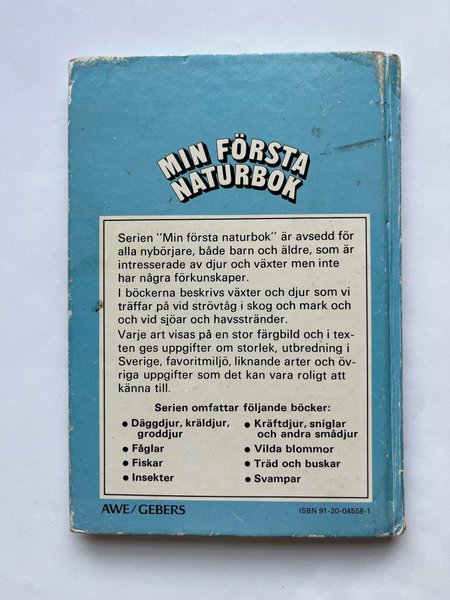 MIN FÖRSTA
NATURBOK
Serien "Min första naturbok" är avsedd för
alla nybörjare, både barn och äldre, som är
intresserade av djur och växter men inte
har några förkunskaper.
I böckerna beskrivs växter och djur som vi
träffar på vid strövtåg i skog och mark och
och vid sjöar och havsstränder.
Varje art visas på en stor färgbild och i tex-
ten ges uppgifter om storlek, utbredning i
Sverige, favoritmiljö, liknande arter och öv-
riga uppgifter som det kan vara roligt att
känna till.
Serien omfattar följande böcker:
• Däggdjur, kräldjur,
groddjur
• Fåglar
• Fiskar
• Insekter
• Kräftdjur, sniglar
och andra smådjur
• Vilda blommor
• Träd och buskar
• Svampar
AWE/GEBERS
ISBN 91-20-04558-1